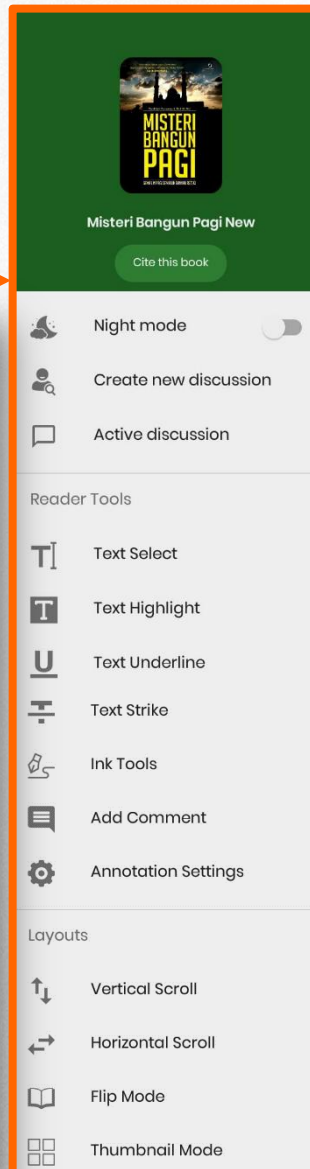 MISTERI
BANGUN
PAGI
Misteri Bangun Pagi New
Cite this book
Night mode
Create new discussion
Active discussion
Reader Tools
Text Select
Text Highlight
Text Underline
Text Strike
Ink Tools
Add Comment
Annotation Settings
Layouts
Vertical Scroll
Horizontal Scroll
Flip Mode
Thumbnail Mode